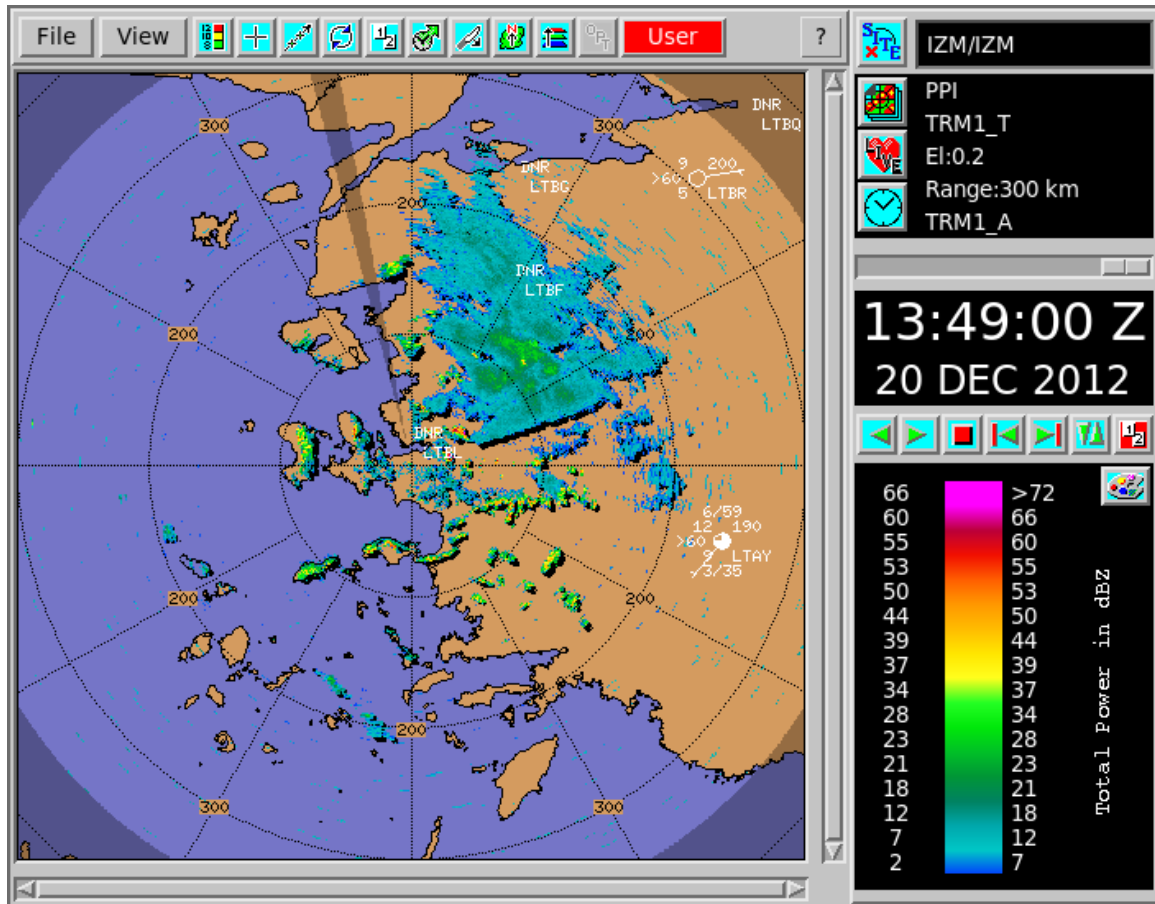 File View User ?
IZM/IZM
PPI
TRM1_T
El:0.2
Range:300 km
TRM1_A
13:49:00 Z
20 DEC 2012
66 >72
60 66
55 60
53 55
50 53
44 50
39 44
37 39
34 37
28 34
23 28
21 23
18 21
12 18
7 12
2 7
Total Power in dBZ
DNR
LTBQ
300
300
9 200
>60
5 LTBR
DNR
LTBG
200
DNR
LTBF
200
200
DNR
LTBL
6/59
12 190
>60
9 LTAY
3/35
200
200
200
300
300